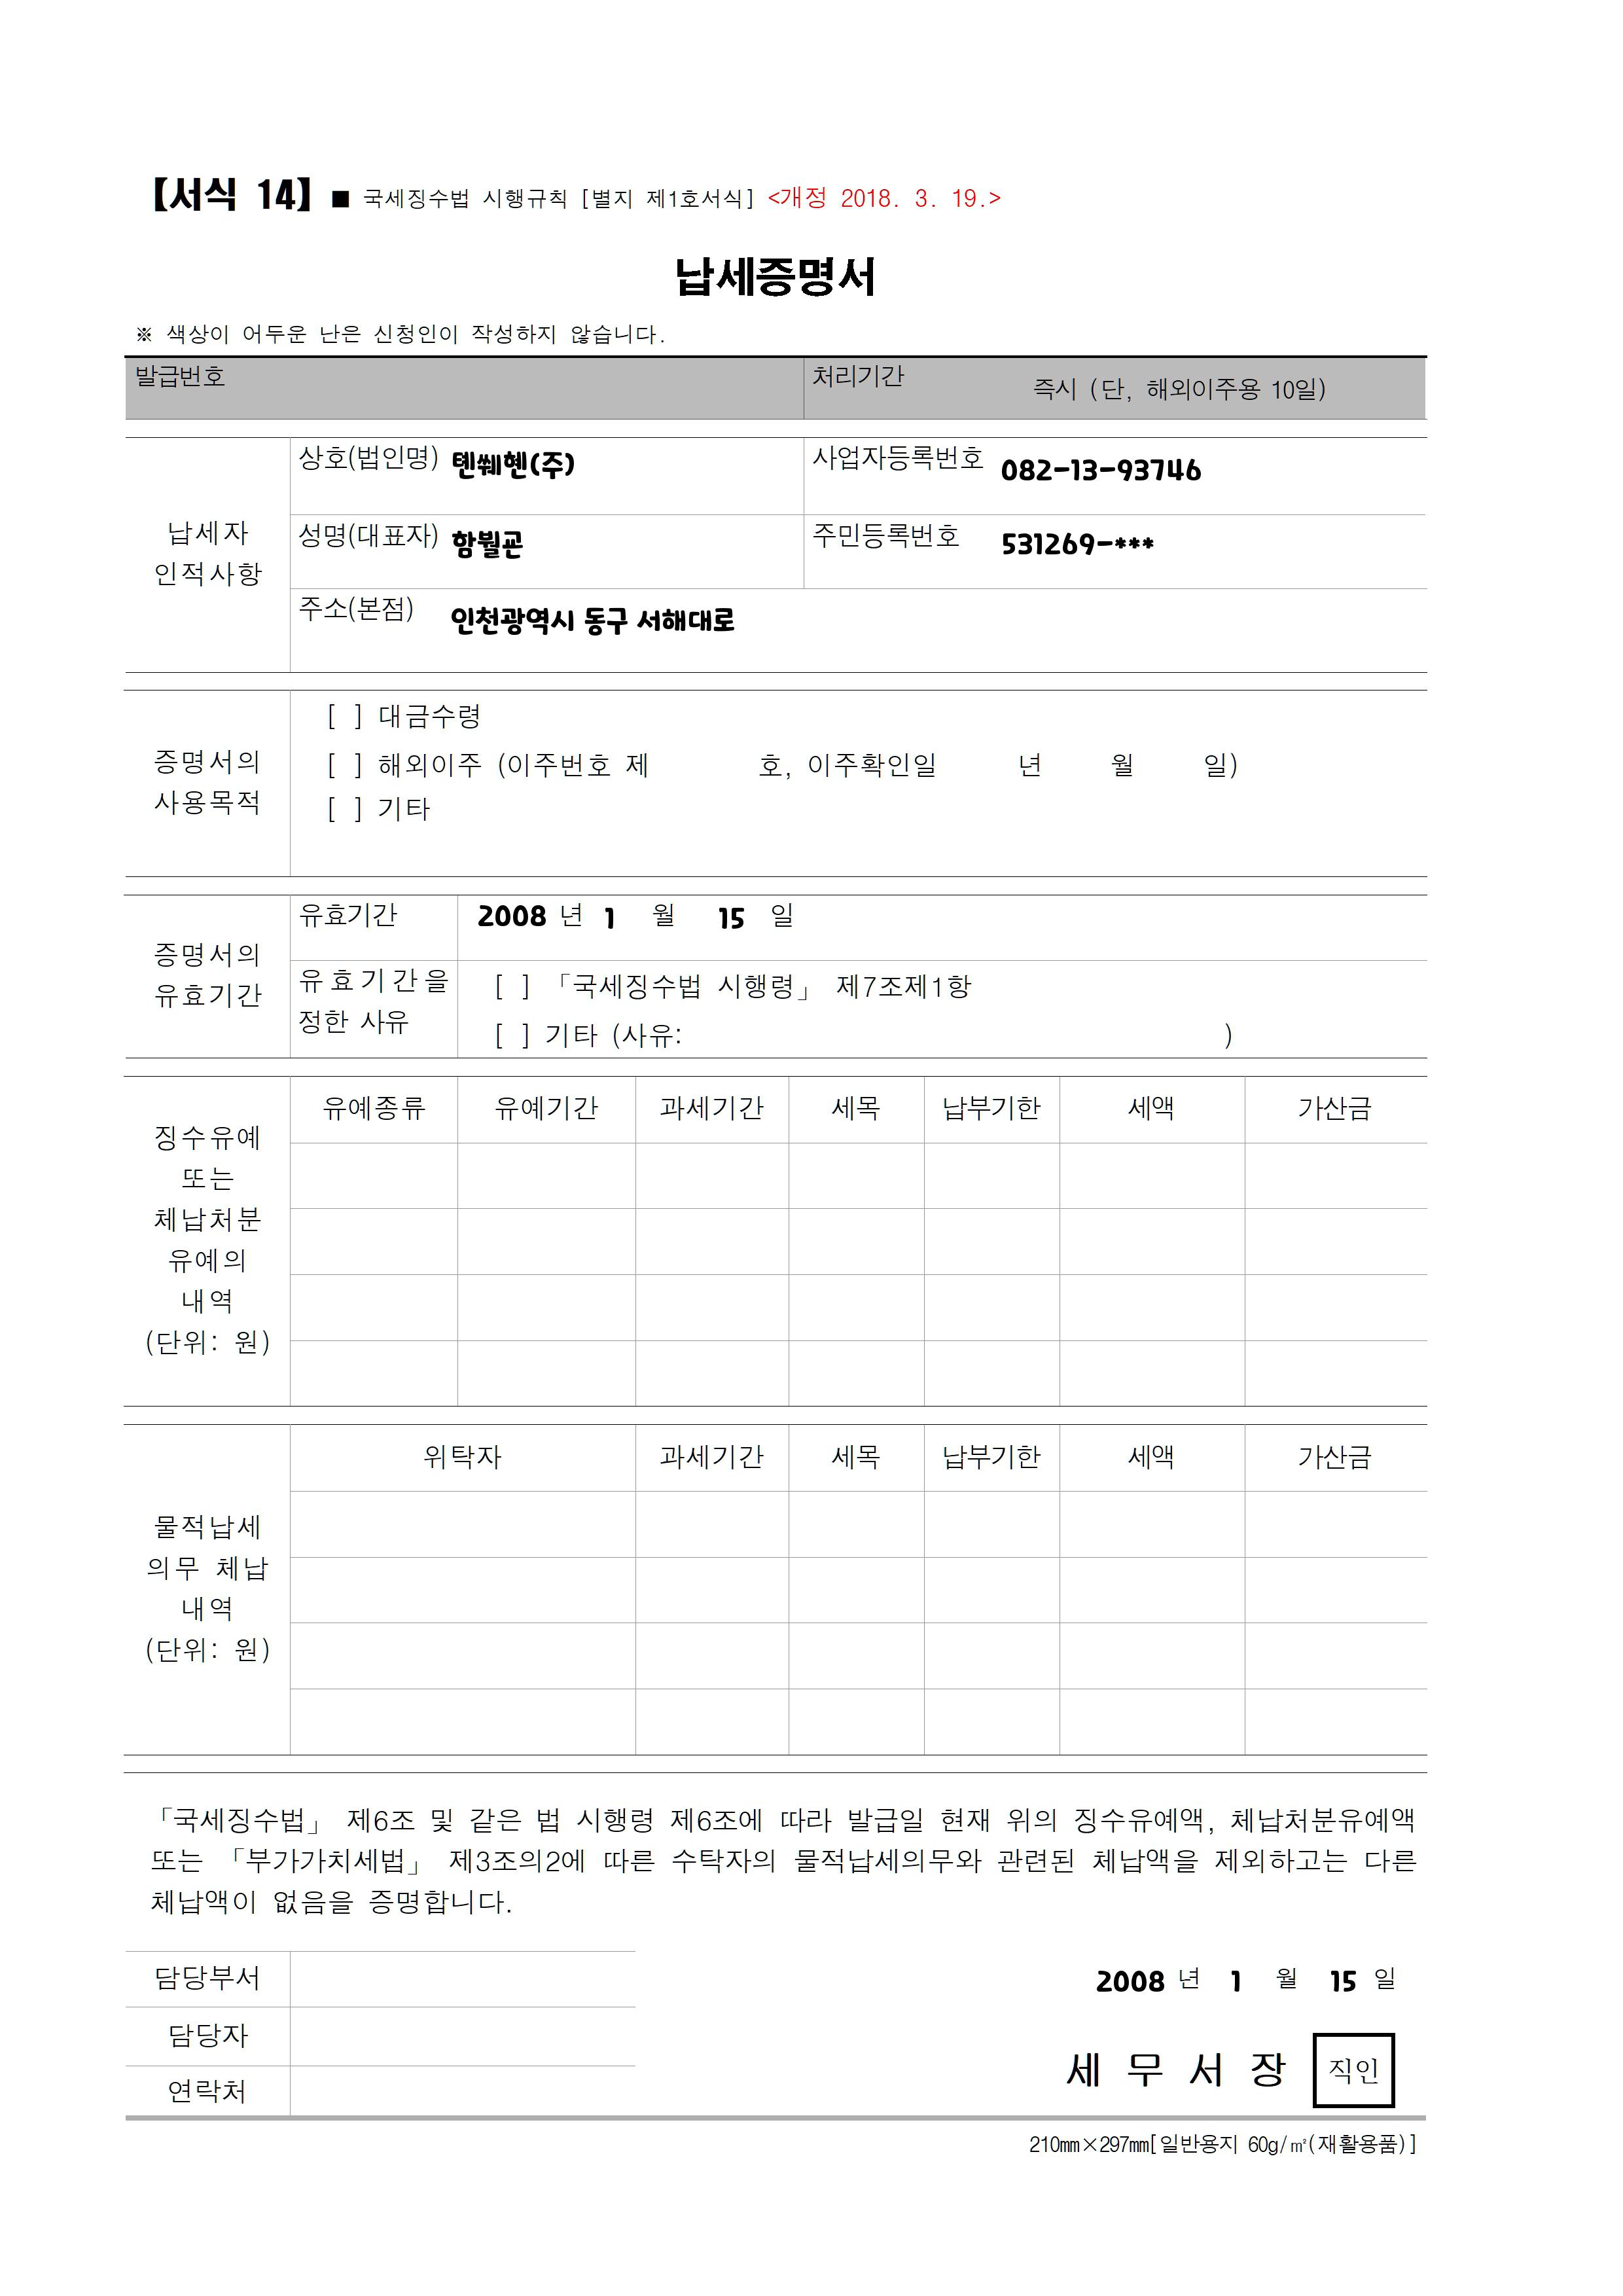 【서식 14】 ■ 국세징수법 시행규칙 [별지 제1호서식] <개정 2018. 3. 19.>
납세증명서
※ 색상이 어두운 난은 신청인이 작성하지 않습니다.
발급번호 처리기간 즉시 (단, 해외이주용 10일)
납세자
인적사항
상호(법인명) 톈쒜헨(주) 사업자등록번호 082-13-93746
성명(대표자) 함뷜굔 주민등록번호 531269-***
주소(본점) 인천광역시 동구 서해대로
증명서의
사용목적
[ ] 대금수령
[ ] 해외이주 (이주번호 제 호, 이주확인일 년 월 일)
[ ] 기타
증명서의
유효기간
유효기간 2008 년 1 월 15 일
유효기간을
정한 사유
[ ] 「국세징수법 시행령」 제7조제1항
[ ] 기타 (사유: )
징수유예
또는
체납처분
유예의
내역
(단위: 원)
유예종류 유예기간 과세기간 세목 납부기한 세액 가산금
물적납세
의무 체납
내역
(단위: 원)
위탁자 과세기간 세목 납부기한 세액 가산금
「국세징수법」 제6조 및 같은 법 시행령 제6조에 따라 발급일 현재 위의 징수유예액, 체납처분유예액
또는 「부가가치세법」 제3조의2에 따른 수탁자의 물적납세의무와 관련된 체납액을 제외하고는 다른
체납액이 없음을 증명합니다.
담당부서
담당자
연락처
2008 년 1 월 15 일
세 무 서 장 직인
210㎜×297㎜[일반용지 60g/㎡(재활용품)]